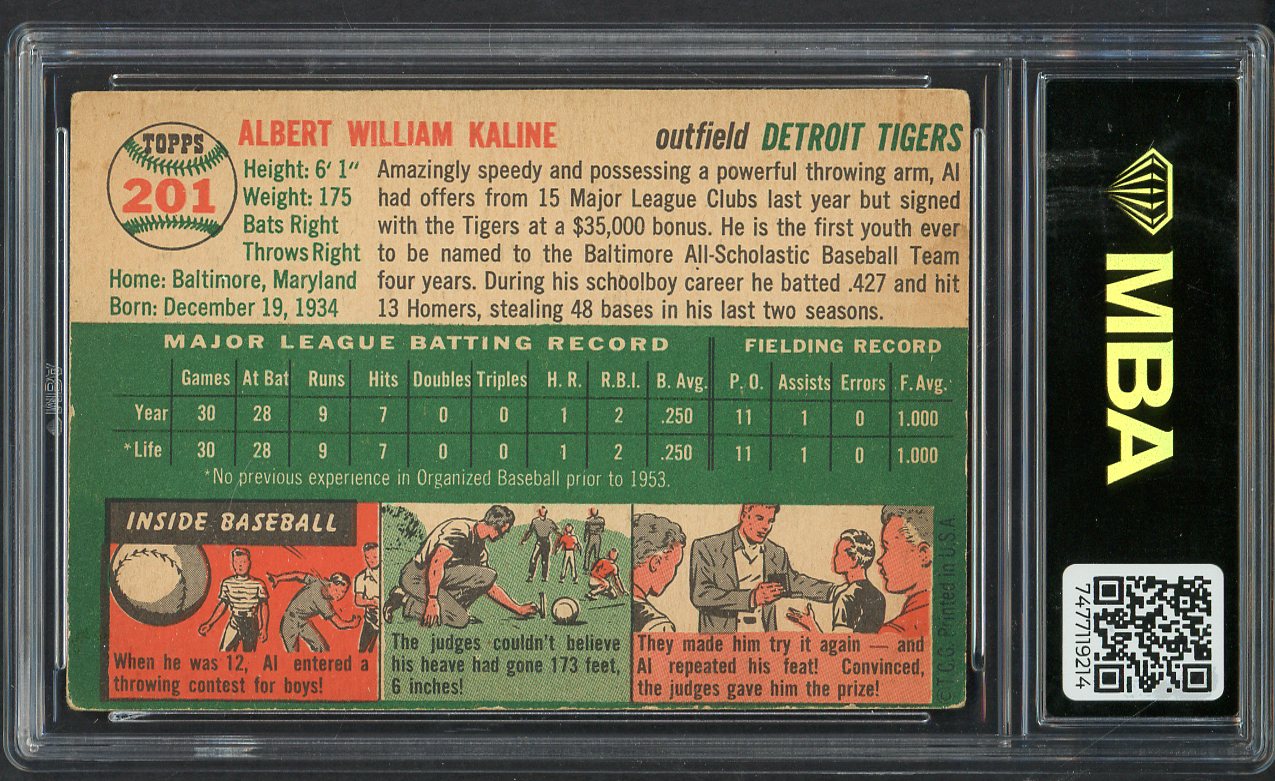 TOPPS
201
ALBERT WILLIAM KALINE outfield DETROIT TIGERS
Height: 6' 1"
Weight: 175
Bats Right
Throws Right
Home: Baltimore, Maryland
Born: December 19, 1934
Amazingly speedy and possessing a powerful throwing arm, Al
had offers from 15 Major League Clubs last year but signed
with the Tigers at a $35,000 bonus. He is the first youth ever
to be named to the Baltimore All-Scholastic Baseball Team
four years. During his schoolboy career he batted .427 and hit
13 Homers, stealing 48 bases in his last two seasons.
MAJOR LEAGUE BATTING RECORD FIELDING RECORD
Games At Bat Runs Hits Doubles Triples H. R. R.B.I. B. Avg. P. O. Assists Errors F. Avg.
Year 30 28 9 7 0 0 1 2 .250 11 1 0 1.000
*Life 30 28 9 7 0 0 1 2 .250 11 1 0 1.000
*No previous experience in Organized Baseball prior to 1953.
INSIDE BASEBALL
When he was 12, Al entered a
throwing contest for boys!
The judges couldn't believe
his heave had gone 173 feet,
6 inches!
They made him try it again — and
Al repeated his feat! Convinced,
the judges gave him the prize!
©T.C.G. Printed in U.S.A.
MBA
7477119214